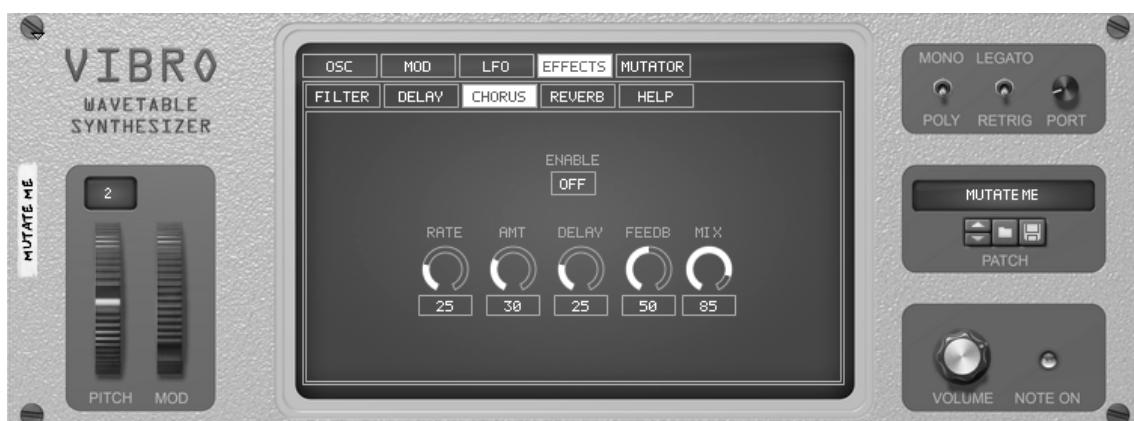 VIBRO
WAVETABLE
SYNTHESIZER
MUTATE ME
2
PITCH MOD
OSC MOD LFO EFFECTS MUTATOR
FILTER DELAY CHORUS REVERB HELP
ENABLE
OFF
RATE AMT DELAY FEEDB MIX
25 30 25 50 85
MONO LEGATO
POLY RETRIG PORT
MUTATE ME
PATCH
VOLUME NOTE ON